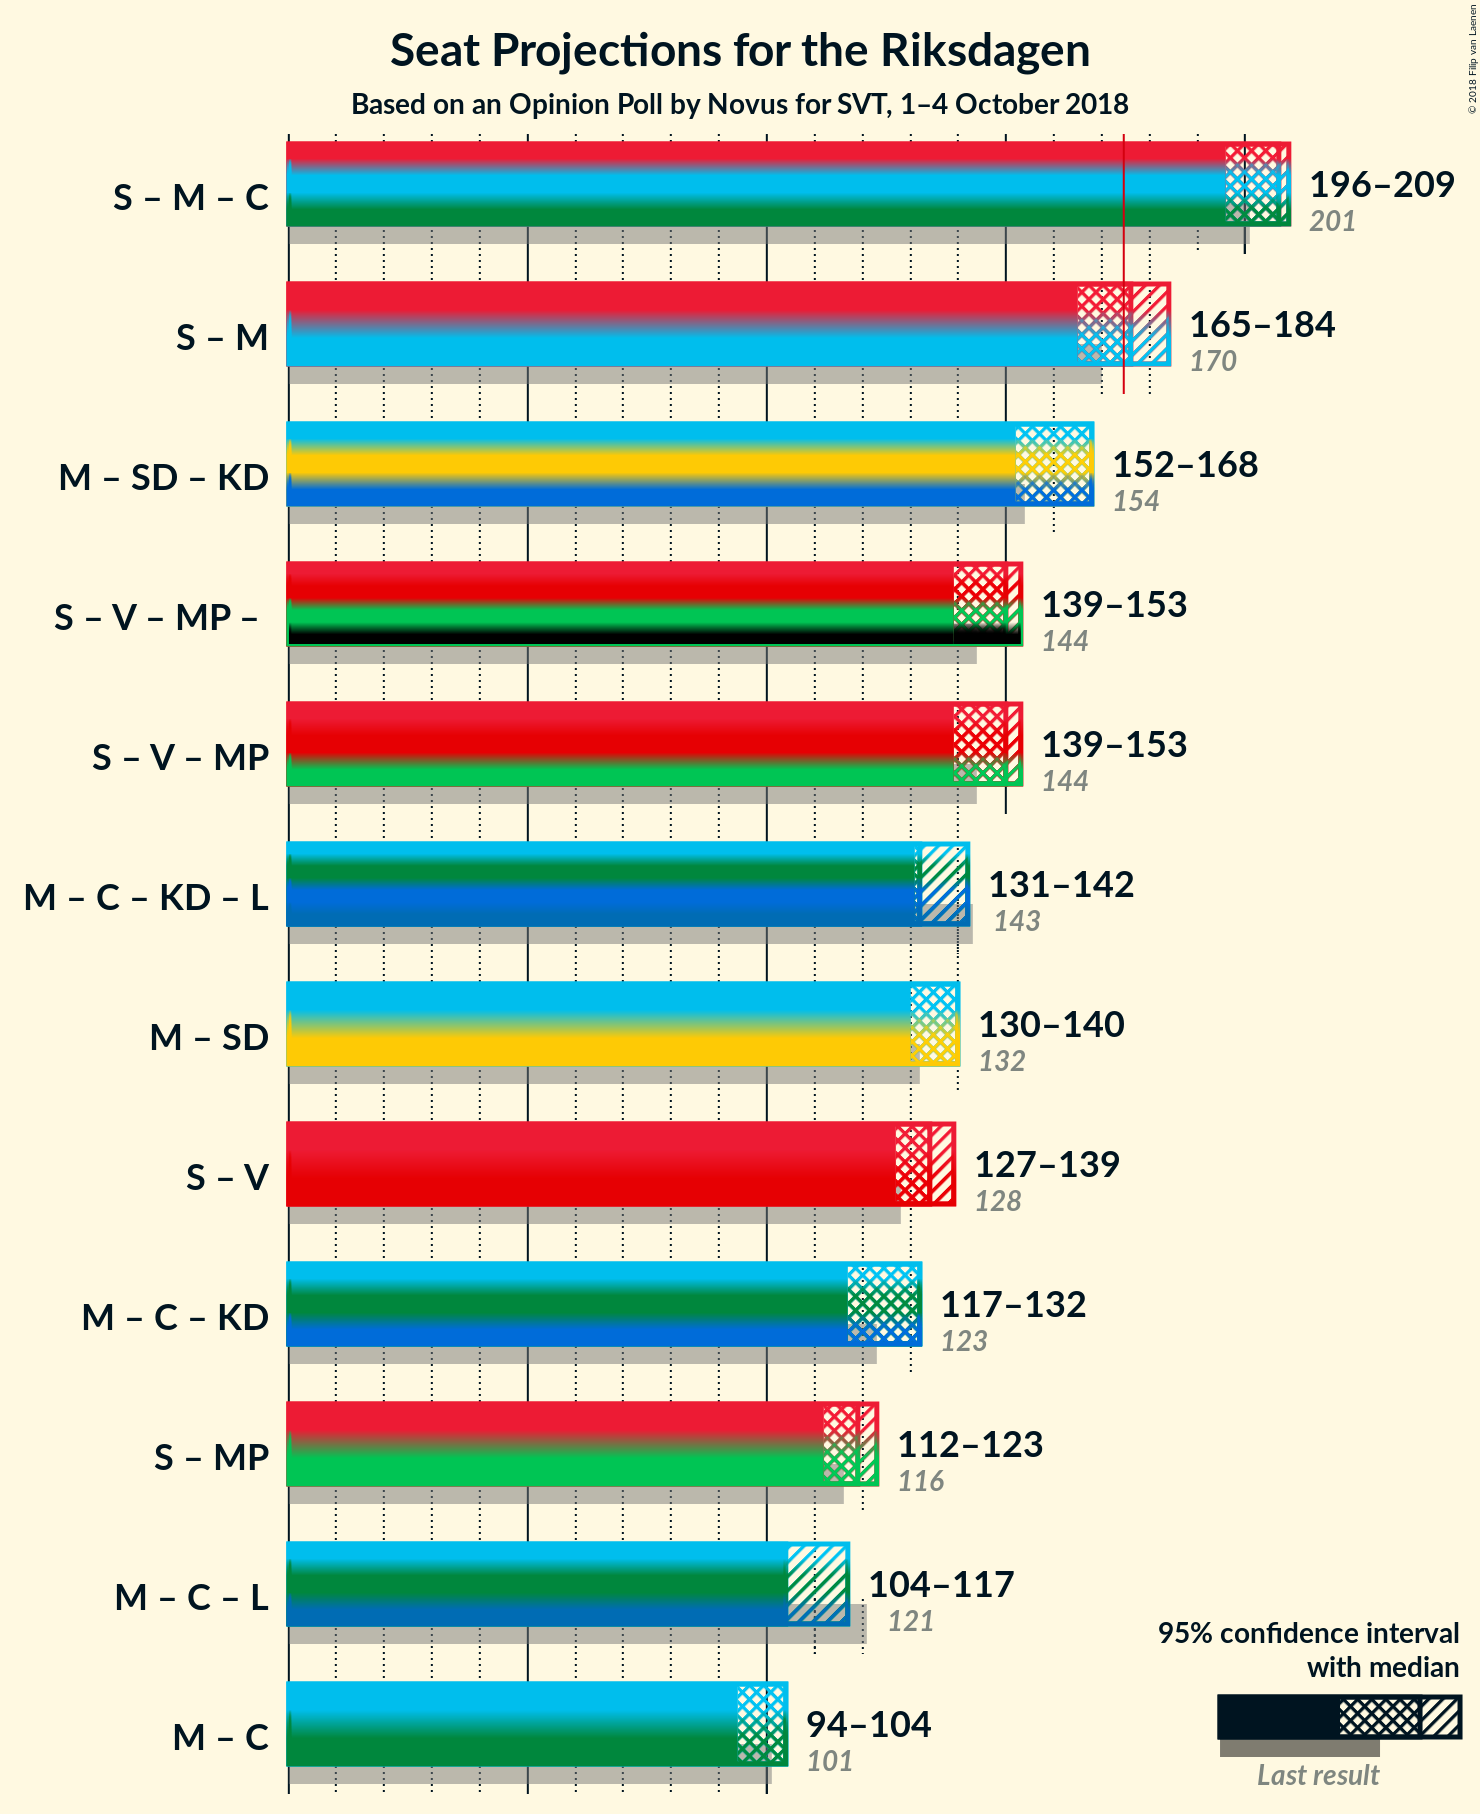 Seat Projections for the Riksdagen
Based on an Opinion Poll by Novus for SVT, 1–4 October 2018
© 2018 Filip van Laenen
S – M – C
196–209
201
S – M
165–184
170
M – SD – KD
152–168
154
S – V – MP –
139–153
144
S – V – MP
139–153
144
M – C – KD – L
131–142
143
M – SD
130–140
132
S – V
127–139
128
M – C – KD
117–132
123
S – MP
112–123
116
M – C – L
104–117
121
M – C
94–104
101
95% confidence interval
with median
Last result